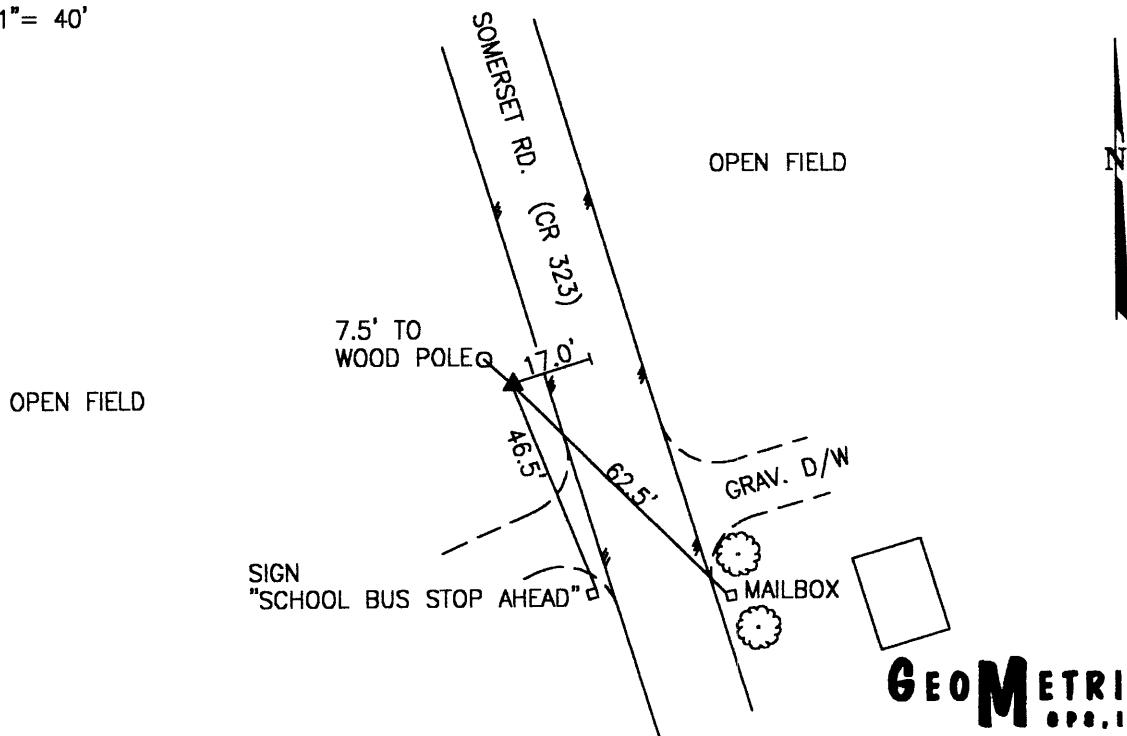 1"= 40'
SOMERSET RD. (CR 323)
OPEN FIELD
N
7.5' TO
WOOD POLE
17.0'
OPEN FIELD
46.5'
62.5'
GRAV. D/W
SIGN
"SCHOOL BUS STOP AHEAD"
MAILBOX
GEOMETRI
GPS, I